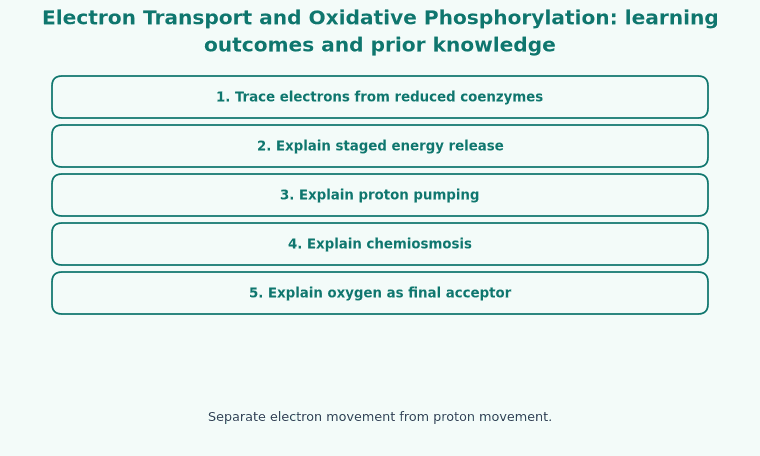 Electron Transport and Oxidative Phosphorylation: learning
outcomes and prior knowledge
1. Trace electrons from reduced coenzymes
2. Explain staged energy release
3. Explain proton pumping
4. Explain chemiosmosis
5. Explain oxygen as final acceptor
Separate electron movement from proton movement.